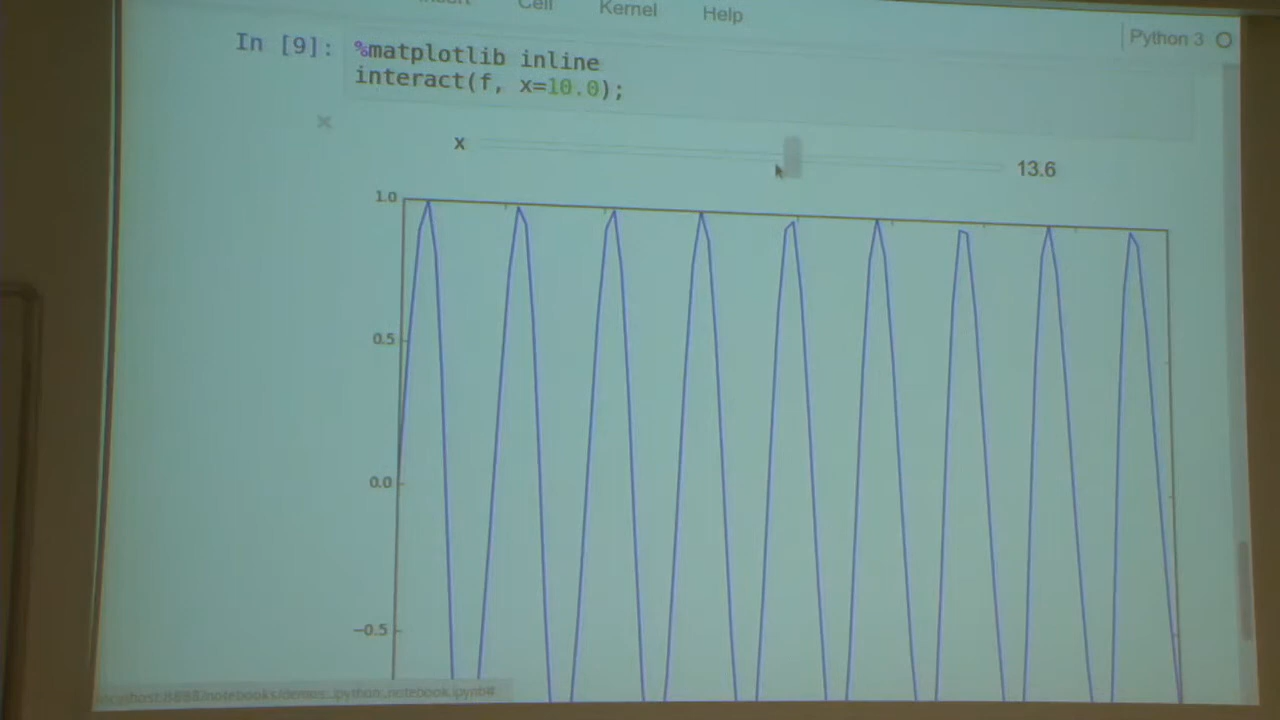 Insert Cell Kernel Help
Python 3
In [9]: %matplotlib inline
interact(f, x=10.0);
x 13.6
1.0
0.5
0.0
−0.5